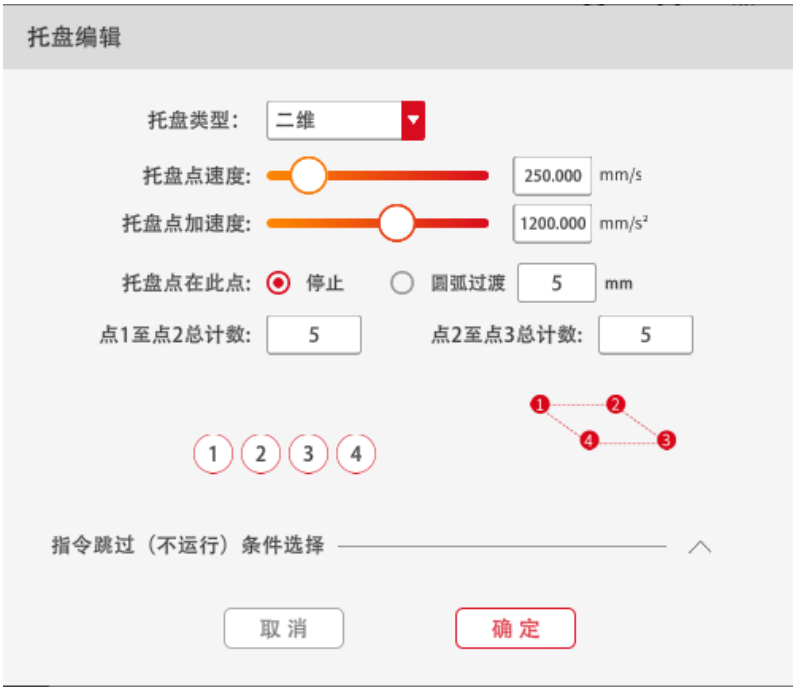 托盘编辑
托盘类型: 二维
托盘点速度: 250.000 mm/s
托盘点加速度: 1200.000 mm/s²
托盘点在此点: 停止 圆弧过渡 5 mm
点1至点2总计数: 5 点2至点3总计数: 5
1 2
4 3
1 2 3 4
指令跳过（不运行）条件选择
取消 确定